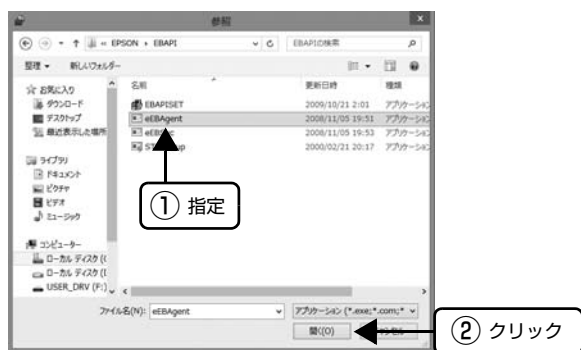 参照
« EPSON ▸ EBAPI
EBAPIの検索
整理 新しいフォルダー
名前 更新日時 種類
お気に入り
ダウンロード
デスクトップ
最近表示した場所
ライブラリ
ドキュメント
ピクチャ
ビデオ
ミュージック
コンピューター
ローカル ディスク (C
ローカル ディスク (I
USER_DRV (F:)
EBAPISET 2009/10/21 2:01 アプリケーショ
eEBAgent 2008/11/05 19:51 アプリケーショ
eEBSvc 2008/11/05 19:53 アプリケーショ
2000/02/21 20:17 アプリケーショ
① 指定
ファイル名(N): eEBAgent アプリケーション (*.exe;*.com;*
開く(O)
② クリック